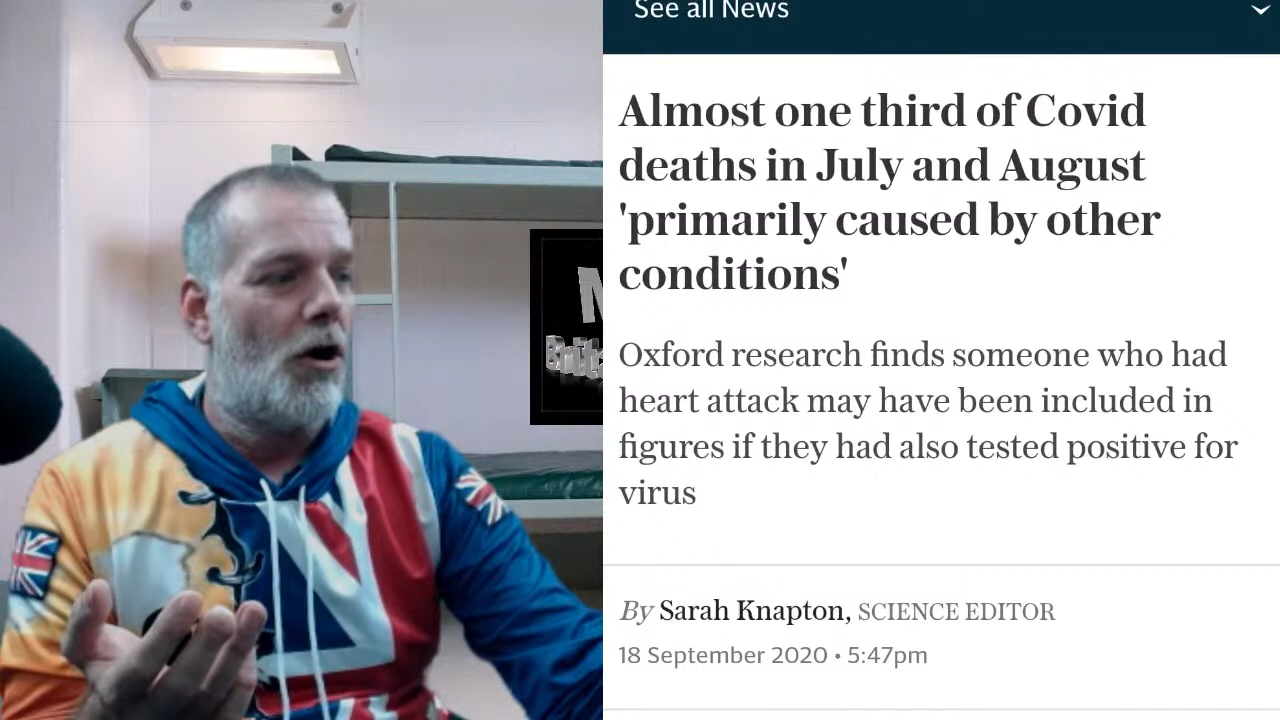 See all News
Almost one third of Covid
deaths in July and August
'primarily caused by other
conditions'
Oxford research finds someone who had
heart attack may have been included in
figures if they had also tested positive for
virus
By Sarah Knapton, SCIENCE EDITOR
18 September 2020 • 5:47pm